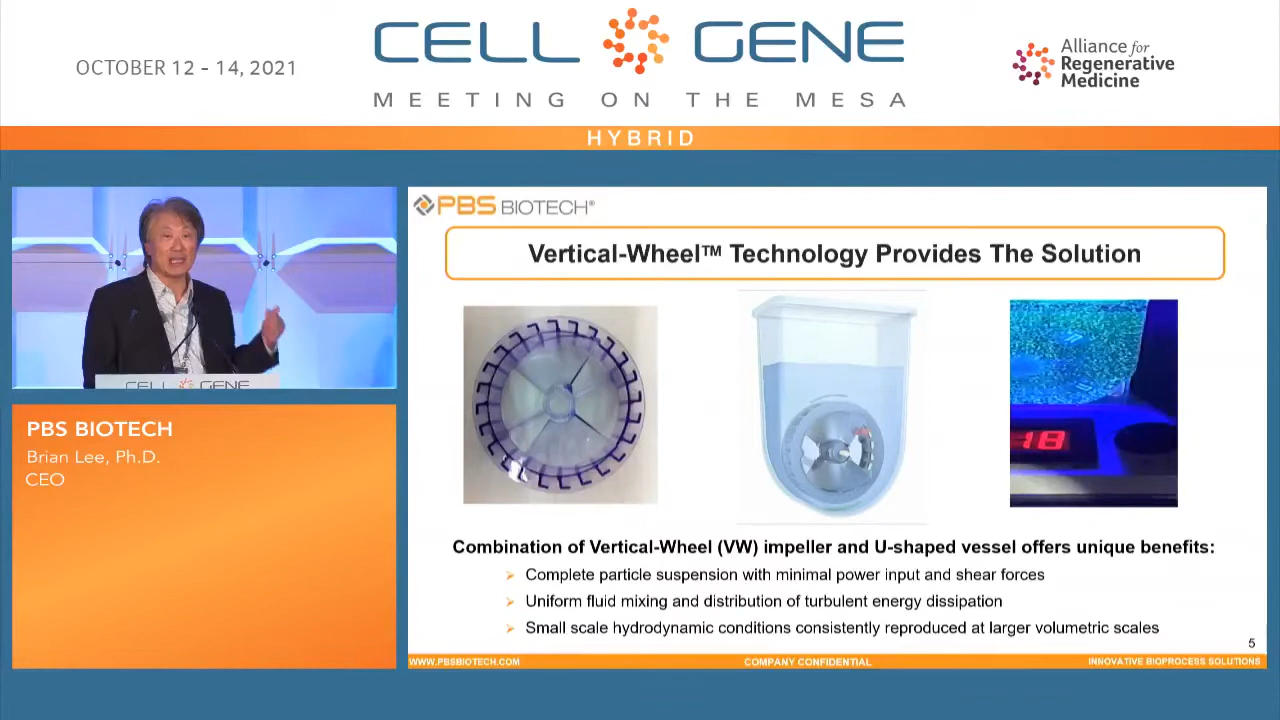 OCTOBER 12 - 14, 2021
CELL GENE
MEETING ON THE MESA
Alliance for
Regenerative
Medicine
HYBRID
CELL GENE
PBS BIOTECH
Brian Lee, Ph.D.
CEO
PBS BIOTECH®
Vertical-Wheel™ Technology Provides The Solution
18
Combination of Vertical-Wheel (VW) impeller and U-shaped vessel offers unique benefits:
➢ Complete particle suspension with minimal power input and shear forces
➢ Uniform fluid mixing and distribution of turbulent energy dissipation
➢ Small scale hydrodynamic conditions consistently reproduced at larger volumetric scales
5
WWW.PBSBIOTECH.COM
COMPANY CONFIDENTIAL
INNOVATIVE BIOPROCESS SOLUTIONS